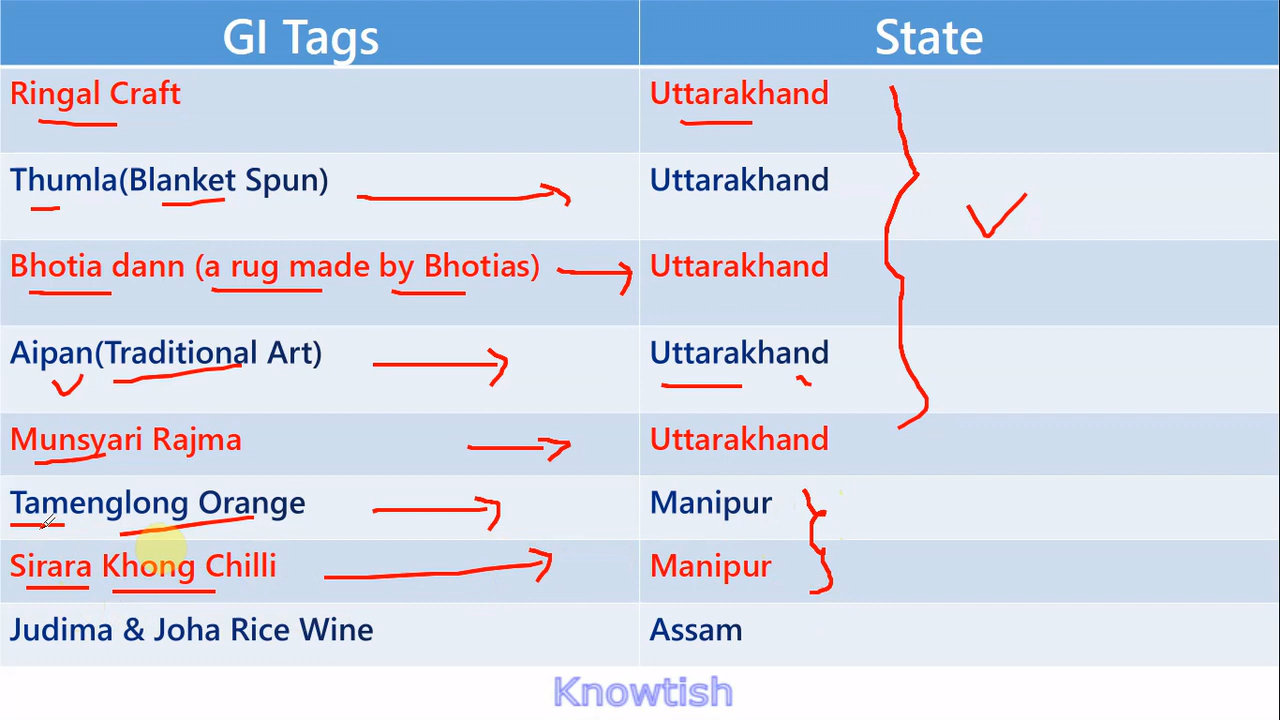 GI Tags State
Ringal Craft Uttarakhand
Thumla(Blanket Spun) Uttarakhand
Bhotia dann (a rug made by Bhotias) Uttarakhand
Aipan(Traditional Art) Uttarakhand
Munsyari Rajma Uttarakhand
Tamenglong Orange Manipur
Sirara Khong Chilli Manipur
Judima & Joha Rice Wine Assam
Knowtish